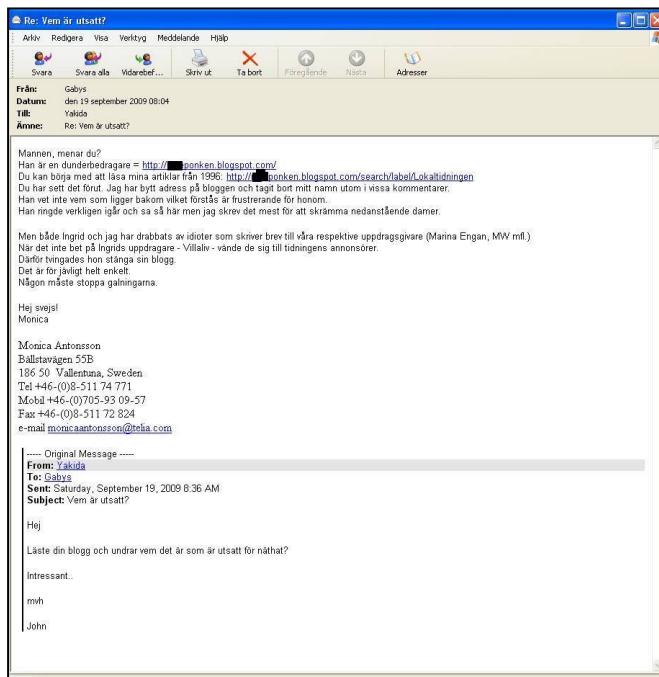 Re: Vem är utsatt?
Arkiv Redigera Visa Verktyg Meddelande Hjälp
Svara Svara alla Vidarebef... Skriv ut Ta bort Föregående Nästa Adresser
Från: Gabys
Datum: den 19 september 2009 08:04
Till: Yakida
Ämne: Re: Vem är utsatt?
Mannen, menar du?
Han är en dunderbedragare = http:// ponken.blogspot.com/
Du kan börja med att läsa mina artiklar från 1996: http:// ponken.blogspot.com/search/label/Lokaltidningen
Du har sett det förut. Jag har bytt adress på bloggen och tagit bort mitt namn utom i vissa kommentarer.
Han vet inte vem som ligger bakom vilket förstås är frustrerande för honom.
Han ringde verkligen igår och sa så här men jag skrev det mest för att skrämma nedanstående damer.
Men både Ingrid och jag har drabbats av idioter som skriver brev till våra respektive uppdragsgivare (Marina Engan, MW mfl.)
När det inte bet på Ingrids uppdragare - Villaliv - vände de sig till tidningens annonsörer.
Därför tvingades hon stänga sin blogg.
Det är för jävligt helt enkelt.
Någon måste stoppa galningarna.
Hej svejs!
Monica
Monica Antonsson
Bällstavägen 55B
186 50 Vallentuna, Sweden
Tel +46-(0)8-511 74 771
Mobil +46-(0)705-93 09-57
Fax +46-(0)8-511 72 824
e-mail monicaantonsson@telia.com
----- Original Message -----
From: Yakida
To: Gabys
Sent: Saturday, September 19, 2009 8:36 AM
Subject: Vem är utsatt?
Hej
Läste din blogg och undrar vem det är som är utsatt för näthat?
Intressant..
mvh
John